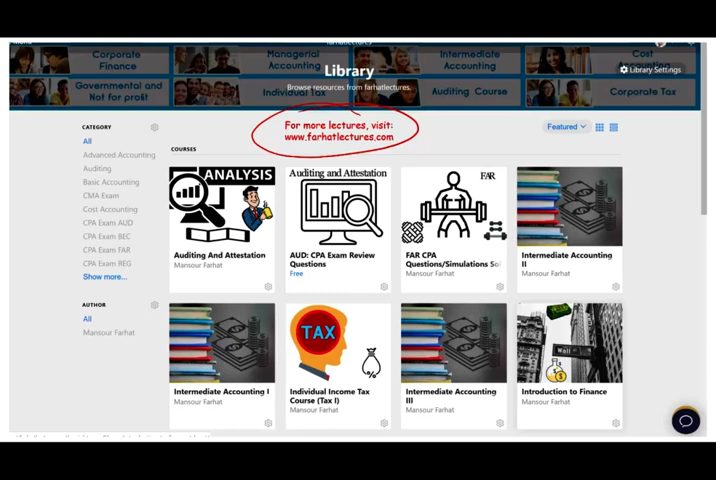 farhatlectures
Corporate
Finance
Managerial
Accounting
Intermediate
Accounting
Cost
Accounting
Library
Library Settings
Browse resources from farhatlectures.
Governmental and
Not for profit
Individual Tax
Auditing Course
Corporate Tax
For more lectures, visit:
www.farhatlectures.com
Featured
CATEGORY
All
Advanced Accounting
Auditing
Basic Accounting
CMA Exam
Cost Accounting
CPA Exam AUD
CPA Exam BEC
CPA Exam FAR
CPA Exam REG
Show more...
AUTHOR
All
Mansour Farhat
COURSES
ANALYSIS
Auditing And Attestation
Mansour Farhat
Auditing and Attestation
AUD: CPA Exam Review
Questions
Free
FAR
FAR CPA
Questions/Simulations Sol
Mansour Farhat
Intermediate Accounting
II
Mansour Farhat
Intermediate Accounting I
Mansour Farhat
TAX
%
Individual Income Tax
Course (Tax I)
Mansour Farhat
Intermediate Accounting
III
Mansour Farhat
Wall
Introduction to Finance
Mansour Farhat